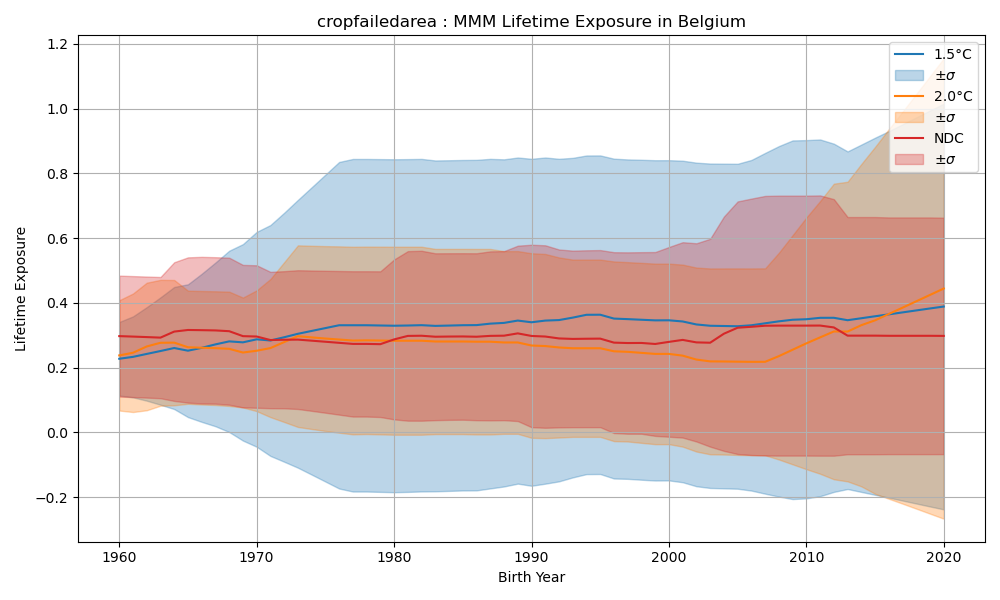 cropfailedarea : MMM Lifetime Exposure in Belgium
1.2
1.0
0.8
0.6
0.4
0.2
0.0
−0.2
Lifetime Exposure
1960
1970
1980
1990
2000
2010
2020
Birth Year
1.5°C
±σ
2.0°C
±σ
NDC
±σ